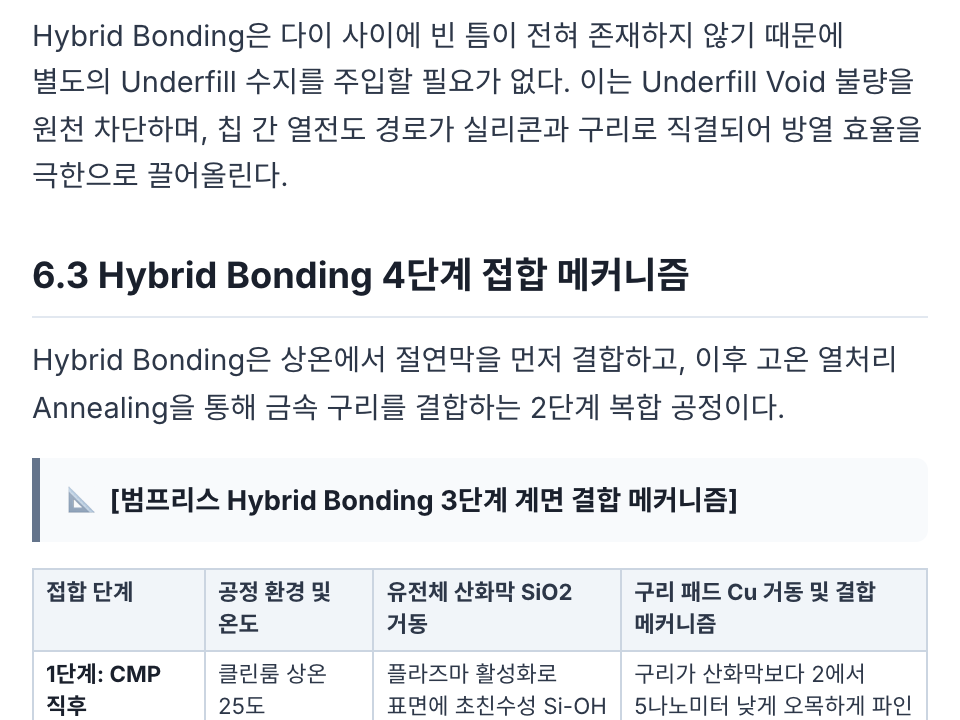 Hybrid Bonding은 다이 사이에 빈 틈이 전혀 존재하지 않기 때문에
별도의 Underfill 수지를 주입할 필요가 없다. 이는 Underfill Void 불량을
원천 차단하며, 칩 간 열전도 경로가 실리콘과 구리로 직결되어 방열 효율을
극한으로 끌어올린다.
6.3 Hybrid Bonding 4단계 접합 메커니즘
Hybrid Bonding은 상온에서 절연막을 먼저 결합하고, 이후 고온 열처리
Annealing을 통해 금속 구리를 결합하는 2단계 복합 공정이다.
📐 [범프리스 Hybrid Bonding 3단계 계면 결합 메커니즘]
접합 단계
공정 환경 및
온도
유전체 산화막 SiO2
거동
구리 패드 Cu 거동 및 결합
메커니즘
1단계: CMP
직후
클린룸 상온
25도
플라즈마 활성화로
표면에 초친수성 Si-OH
구리가 산화막보다 2에서
5나노미터 낮게 오목하게 파인